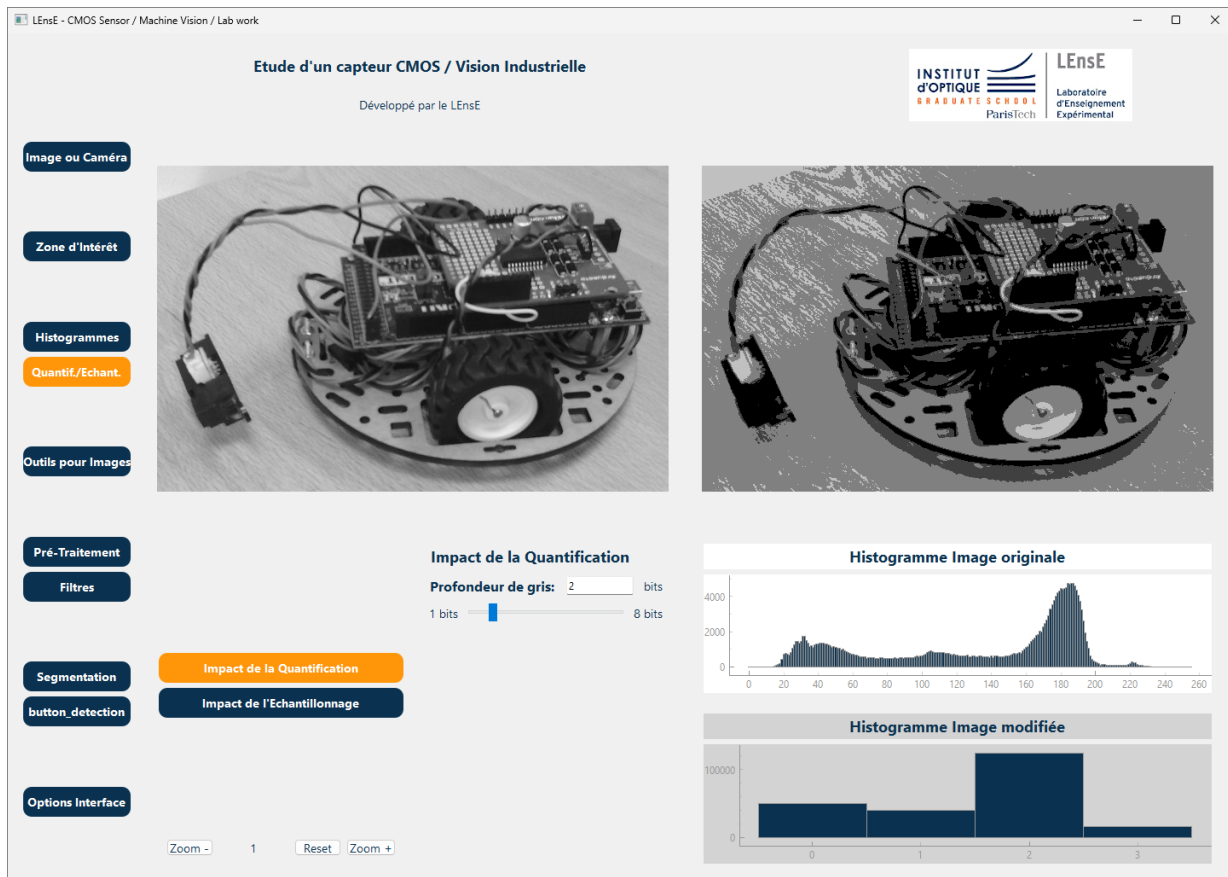 LEnsE - CMOS Sensor / Machine Vision / Lab work
Etude d'un capteur CMOS / Vision Industrielle
Développé par le LEnsE
INSTITUT
d'OPTIQUE
GRADUATE SCHOOL
ParisTech
LEnsE
Laboratoire
d'Enseignement
Expérimental
Image ou Caméra
Zone d'Intérêt
Histogrammes
Quantif./Echant.
Outils pour Images
Pré-Traitement
Filtres
Segmentation
button_detection
Options Interface
Impact de la Quantification
Profondeur de gris: 2 bits
1 bits 8 bits
Impact de la Quantification
Impact de l'Echantillonnage
Zoom - 1 Reset Zoom +
Histogramme Image originale
4000
2000
0
0 20 40 60 80 100 120 140 160 180 200 220 240 260
Histogramme Image modifiée
100000
0
0 1 2 3